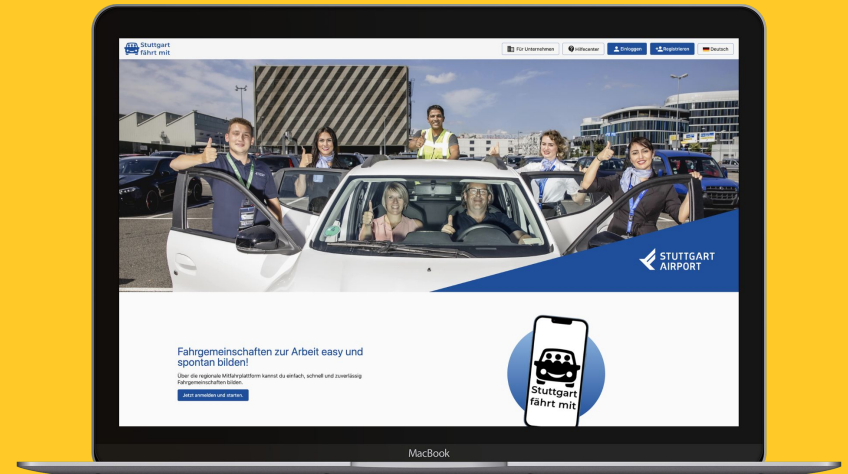 Stuttgart
fährt mit
Für Unternehmen
Hilfecenter
Einloggen
Registrieren
Deutsch
STUTTGART
AIRPORT
Fahrgemeinschaften zur Arbeit easy und
spontan bilden!
Über die regionale Mitfahrplattform kannst du einfach, schnell und zuverlässig
Fahrgemeinschaften bilden.
Jetzt anmelden und starten.
Stuttgart
fährt mit
MacBook